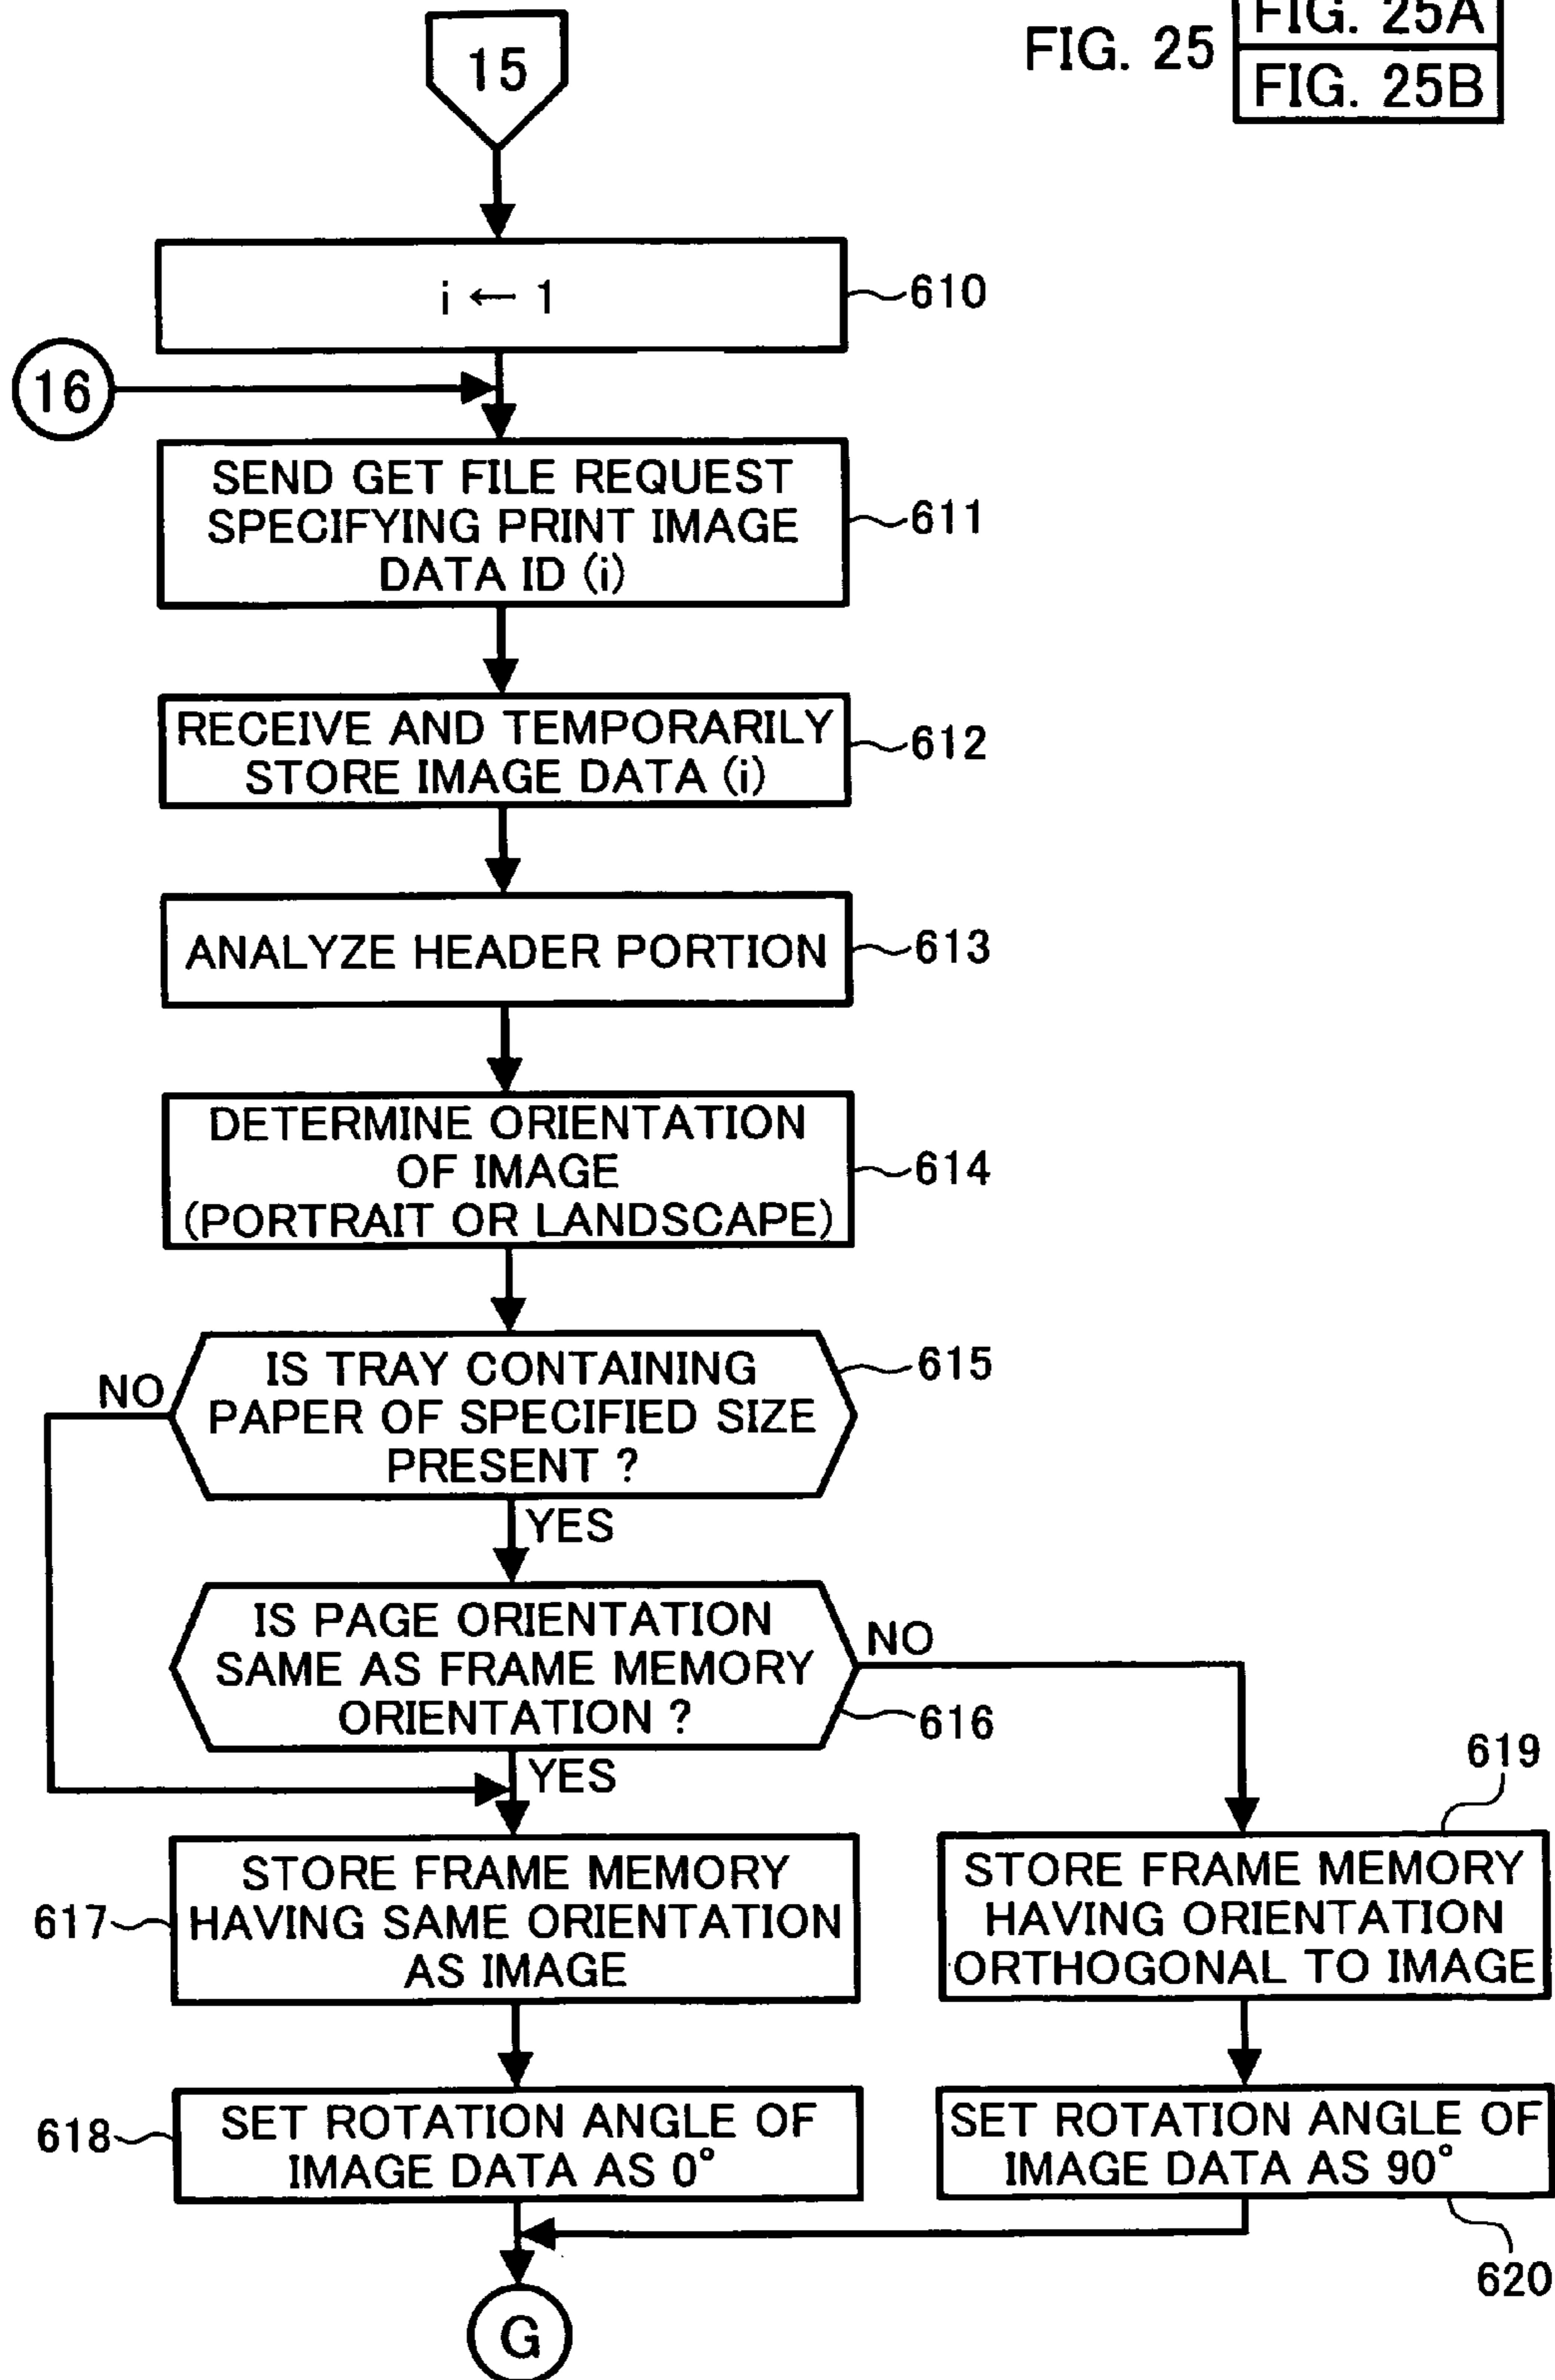 FIG. 25
FIG. 25A
FIG. 25B
15
i ← 1
610
16
SEND GET FILE REQUEST
SPECIFYING PRINT IMAGE
DATA ID (i)
611
RECEIVE AND TEMPORARILY
STORE IMAGE DATA (i)
612
ANALYZE HEADER PORTION
613
DETERMINE ORIENTATION
OF IMAGE
(PORTRAIT OR LANDSCAPE)
614
IS TRAY CONTAINING
PAPER OF SPECIFIED SIZE
PRESENT ?
615
NO
YES
IS PAGE ORIENTATION
SAME AS FRAME MEMORY
ORIENTATION ?
616
NO
YES
STORE FRAME MEMORY
HAVING SAME ORIENTATION
AS IMAGE
617
619
STORE FRAME MEMORY
HAVING ORIENTATION
ORTHOGONAL TO IMAGE
SET ROTATION ANGLE OF
IMAGE DATA AS 0°
618
SET ROTATION ANGLE OF
IMAGE DATA AS 90°
620
G